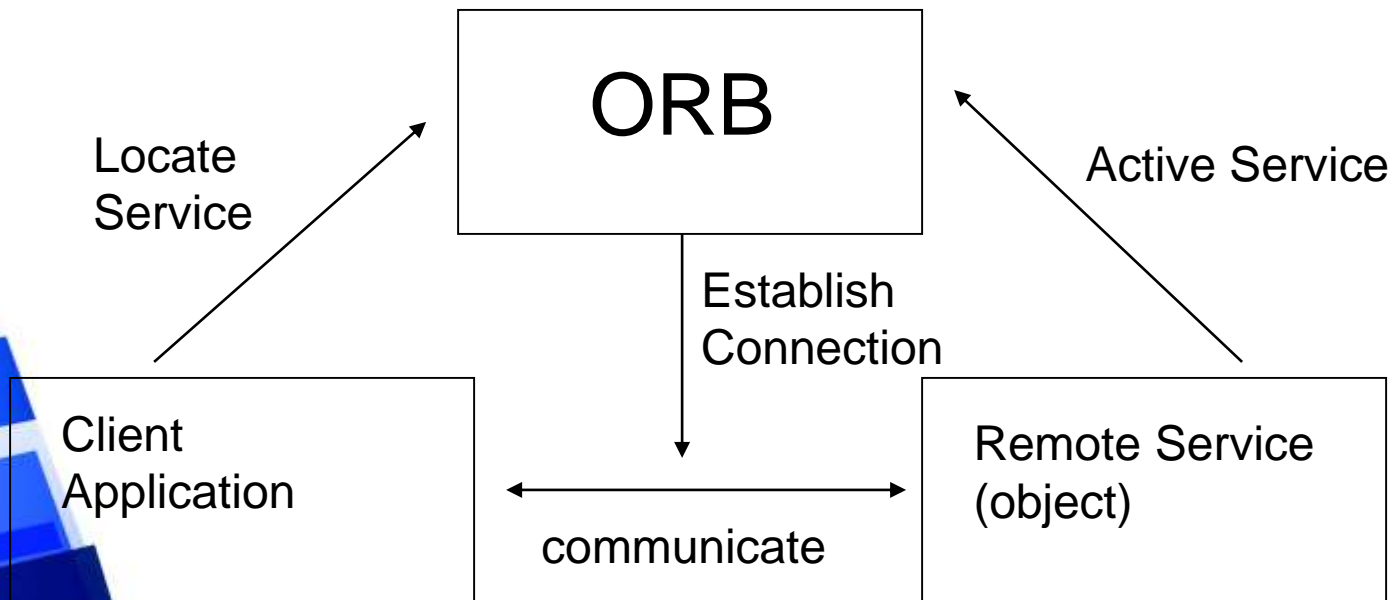 ORB
Locate
Service
Active Service
Establish
Connection
Client
Application
Remote Service
(object)
communicate